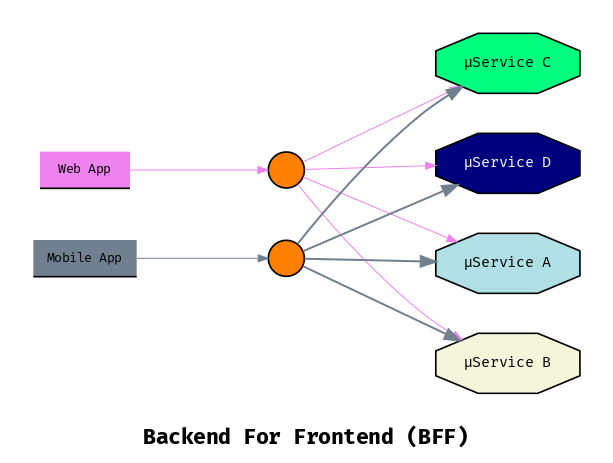 µService C
µService D
Web App
Mobile App
µService A
µService B
Backend For Frontend (BFF)